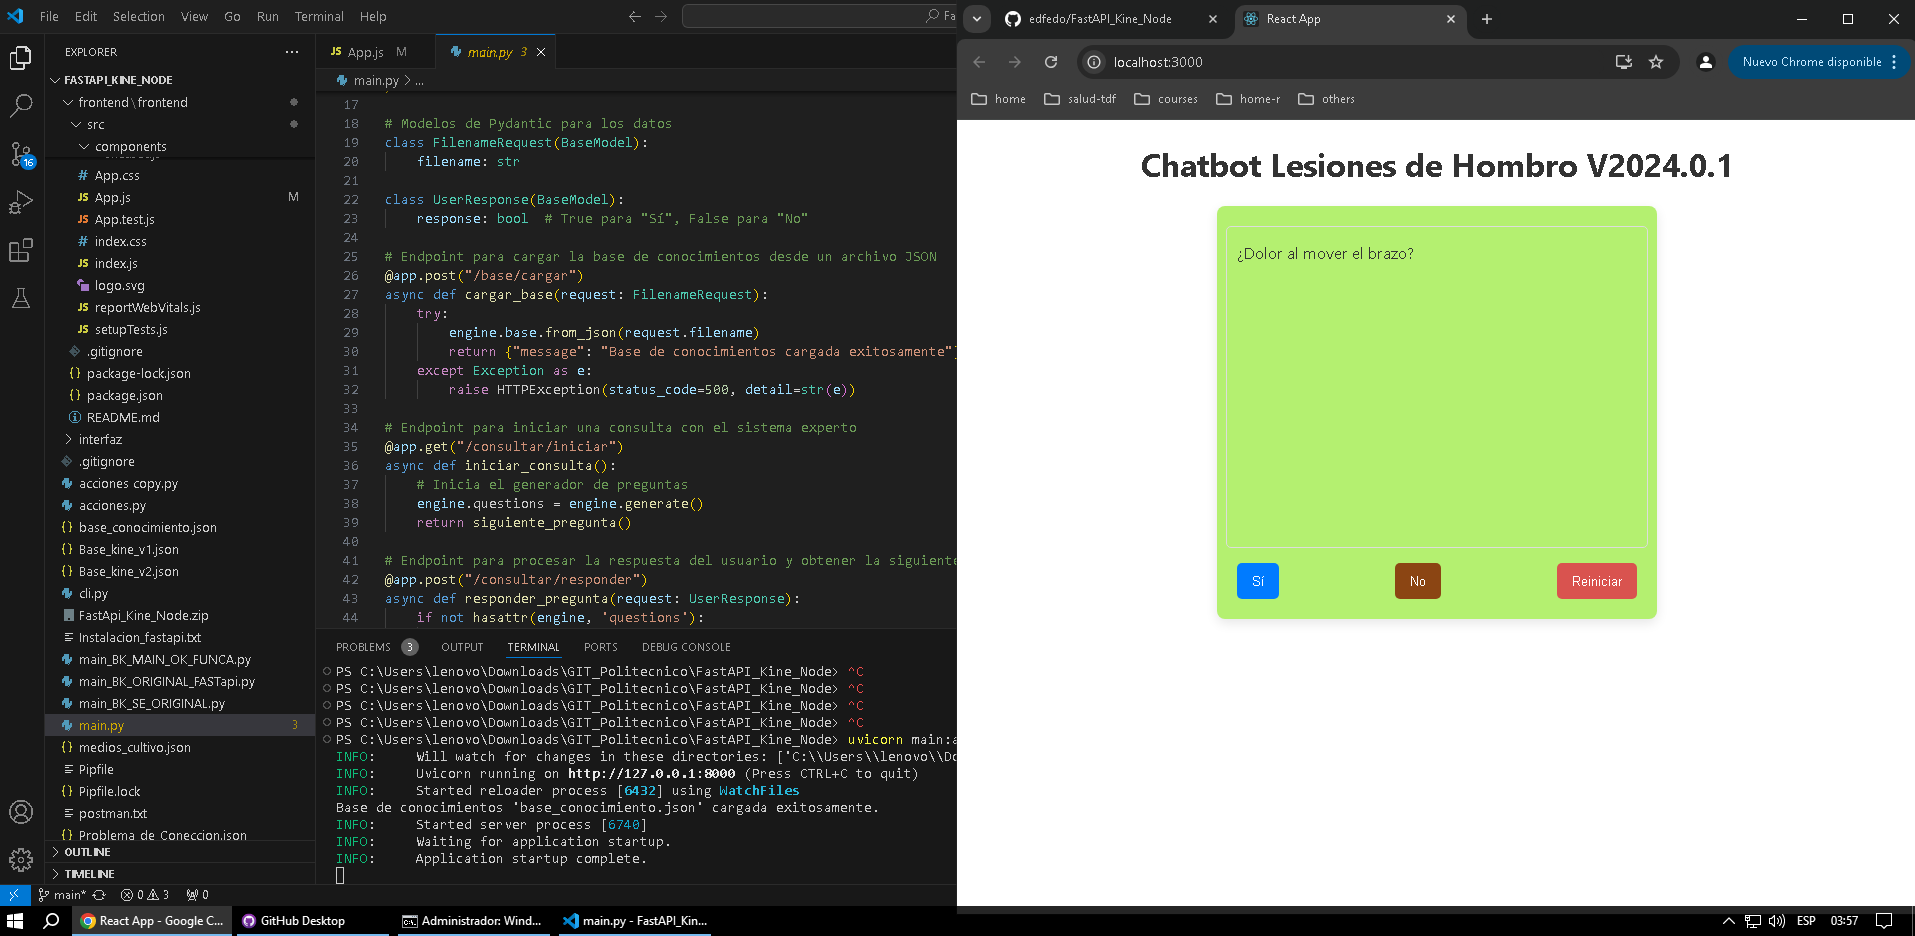 File Edit Selection View Go Run Terminal Help
Fa
EXPLORER
FASTAPI_KINE_NODE
frontend\frontend
src
components
App.css
App.js M
App.test.js
index.css
index.js
logo.svg
reportWebVitals.js
setupTests.js
.gitignore
package-lock.json
package.json
README.md
interfaz
.gitignore
acciones copy.py
acciones.py
base_conocimiento.json
Base_kine_v1.json
Base_kine_v2.json
cli.py
FastApi_Kine_Node.zip
Instalacion_fastapi.txt
main_BK_MAIN_OK_FUNCA.py
main_BK_ORIGINAL_FASTapi.py
main_BK_SE_ORIGINAL.py
main.py 3
medios_cultivo.json
Pipfile
Pipfile.lock
postman.txt
Problema de Coneccion.json
OUTLINE
TIMELINE
16
App.js M
main.py 3
main.py > ...
17
18 # Modelos de Pydantic para los datos
19 class FilenameRequest(BaseModel):
20 filename: str
21
22 class UserResponse(BaseModel):
23 response: bool # True para "Sí", False para "No"
24
25 # Endpoint para cargar la base de conocimientos desde un archivo JSON
26 @app.post("/base/cargar")
27 async def cargar_base(request: FilenameRequest):
28 try:
29 engine.base.from_json(request.filename)
30 return {"message": "Base de conocimientos cargada exitosamente"}
31 except Exception as e:
32 raise HTTPException(status_code=500, detail=str(e))
33
34 # Endpoint para iniciar una consulta con el sistema experto
35 @app.get("/consultar/iniciar")
36 async def iniciar_consulta():
37 # Inicia el generador de preguntas
38 engine.questions = engine.generate()
39 return siguiente_pregunta()
40
41 # Endpoint para procesar la respuesta del usuario y obtener la siguiente
42 @app.post("/consultar/responder")
43 async def responder_pregunta(request: UserResponse):
44 if not hasattr(engine, 'questions'):
PROBLEMS 3 OUTPUT TERMINAL PORTS DEBUG CONSOLE
PS C:\Users\lenovo\Downloads\GIT_Politecnico\FastAPI_Kine_Node> ^C
PS C:\Users\lenovo\Downloads\GIT_Politecnico\FastAPI_Kine_Node> ^C
PS C:\Users\lenovo\Downloads\GIT_Politecnico\FastAPI_Kine_Node> ^C
PS C:\Users\lenovo\Downloads\GIT_Politecnico\FastAPI_Kine_Node> ^C
PS C:\Users\lenovo\Downloads\GIT_Politecnico\FastAPI_Kine_Node> uvicorn main:a
INFO: Will watch for changes in these directories: ['C:\\Users\\lenovo\\Do
INFO: Uvicorn running on http://127.0.0.1:8000 (Press CTRL+C to quit)
INFO: Started reloader process [6432] using WatchFiles
Base de conocimientos 'base_conocimiento.json' cargada exitosamente.
INFO: Started server process [6740]
INFO: Waiting for application startup.
INFO: Application startup complete.
main* 0 3 0
edfedo/FastAPI_Kine_Node
React App
localhost:3000
Nuevo Chrome disponible
home salud-tdf courses home-r others
Chatbot Lesiones de Hombro V2024.0.1
¿Dolor al mover el brazo?
Sí No Reiniciar
React App - Google C...
GitHub Desktop
Administrador: Wind...
main.py - FastAPI_Kin...
ESP 03:57